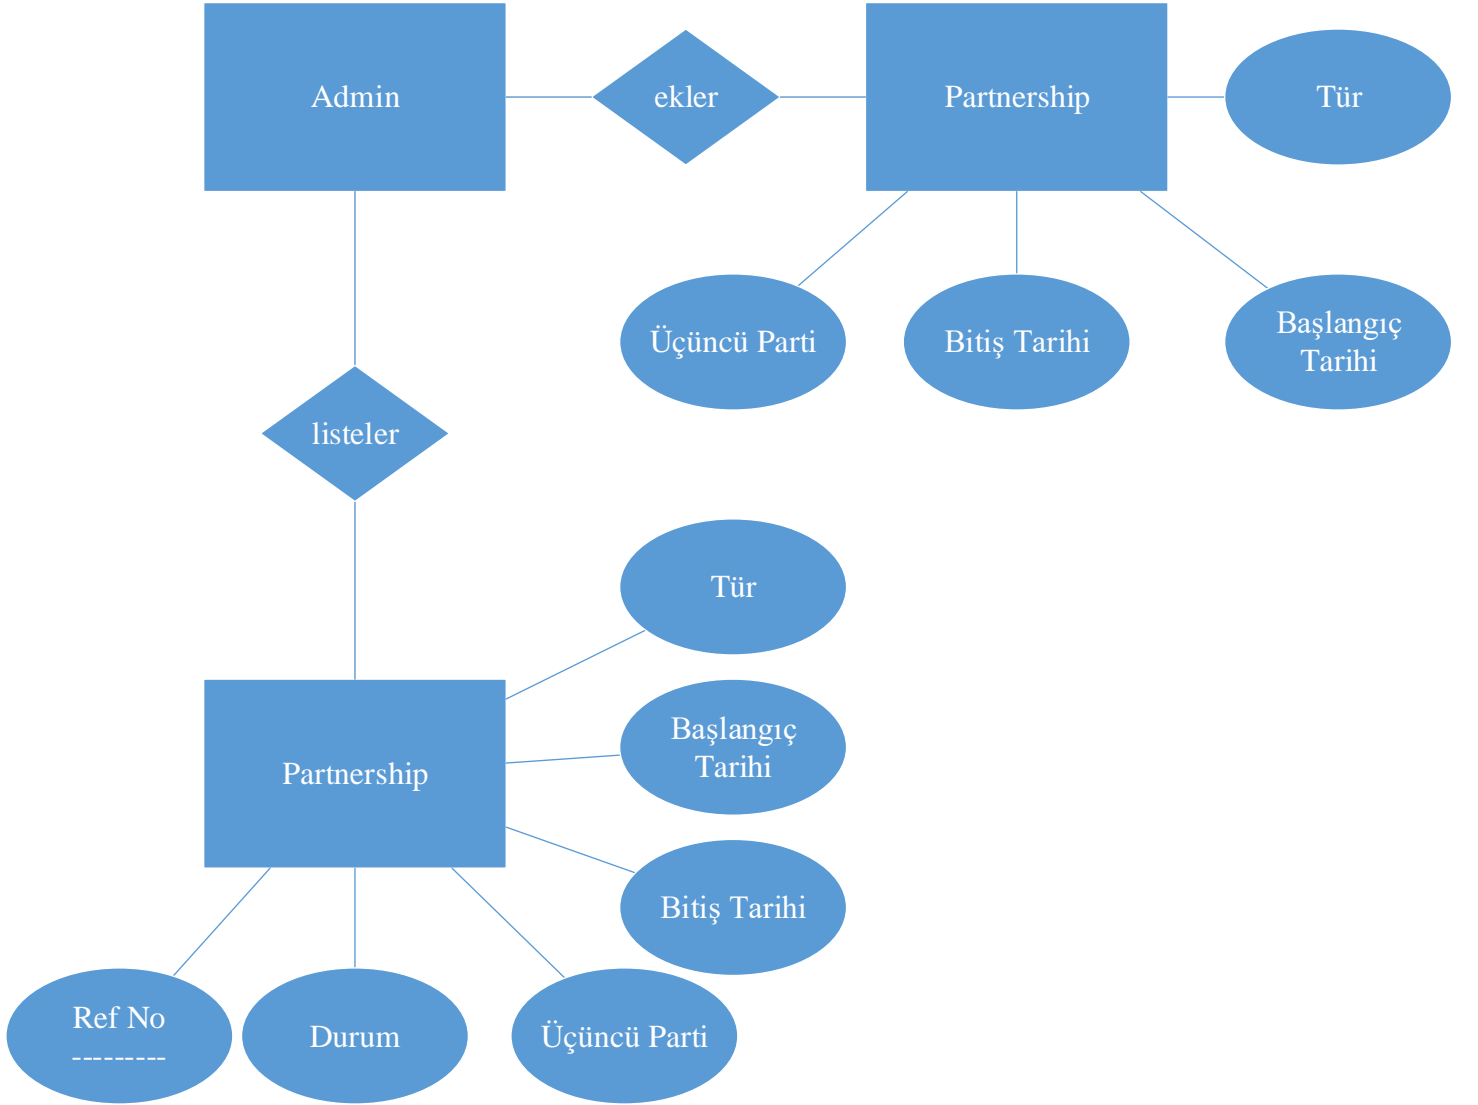 Admin
ekler
Partnership
Tür
Üçüncü Parti
Bitiş Tarihi
Başlangıç
Tarihi
listeler
Tür
Başlangıç
Tarihi
Partnership
Bitiş Tarihi
Ref No
---------
Durum
Üçüncü Parti